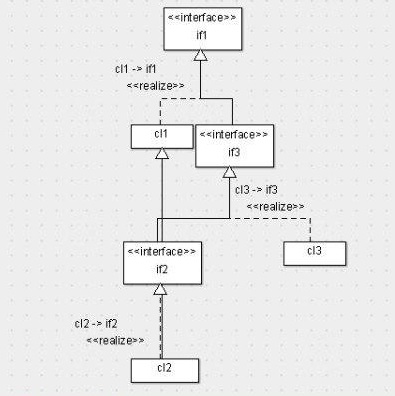 <<interface>>
if1
cl1 -> if1
<<realize>>
cl1
<<interface>>
if3
cl3 -> if3
<<realize>>
<<interface>>
if2
cl3
cl2 -> if2
<<realize>>
cl2